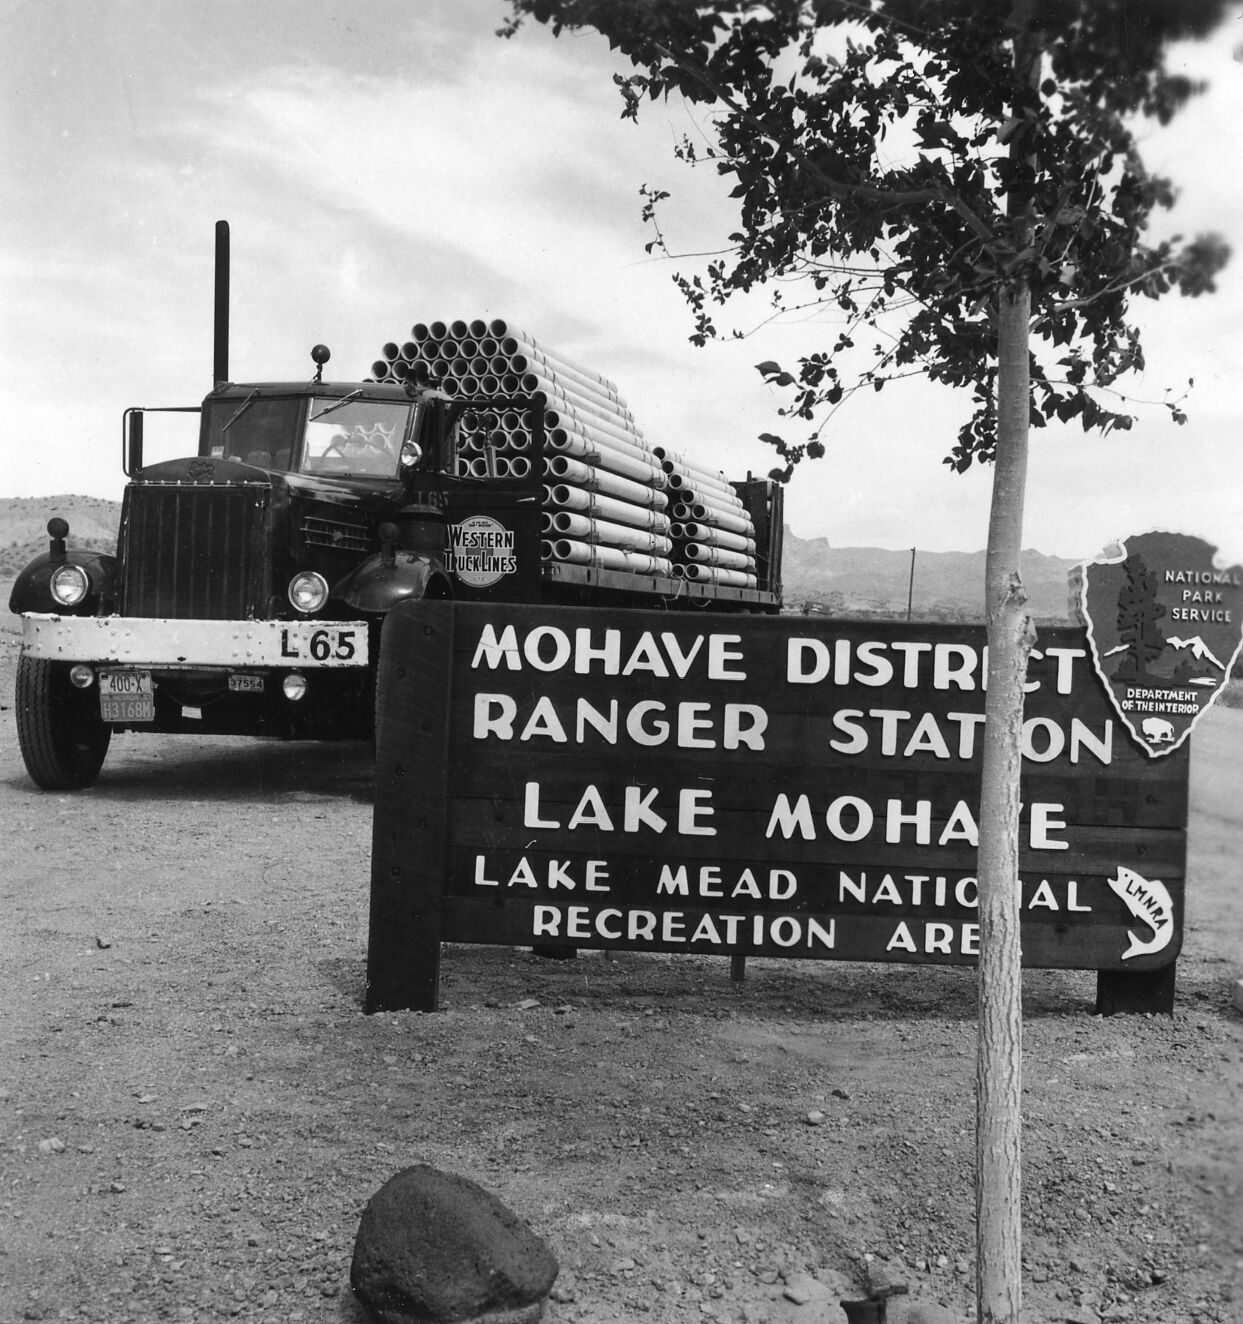 L65
WESTERN
TRUCK LINES
LTD
L-65
400-X
H3168M
37554
MOHAVE DISTRICT
RANGER STATION
LAKE MOHAVE
LAKE MEAD NATIONAL
RECREATION AREA
LMNRA
NATIONAL
PARK
SERVICE
DEPARTMENT
OF THE INTERIOR